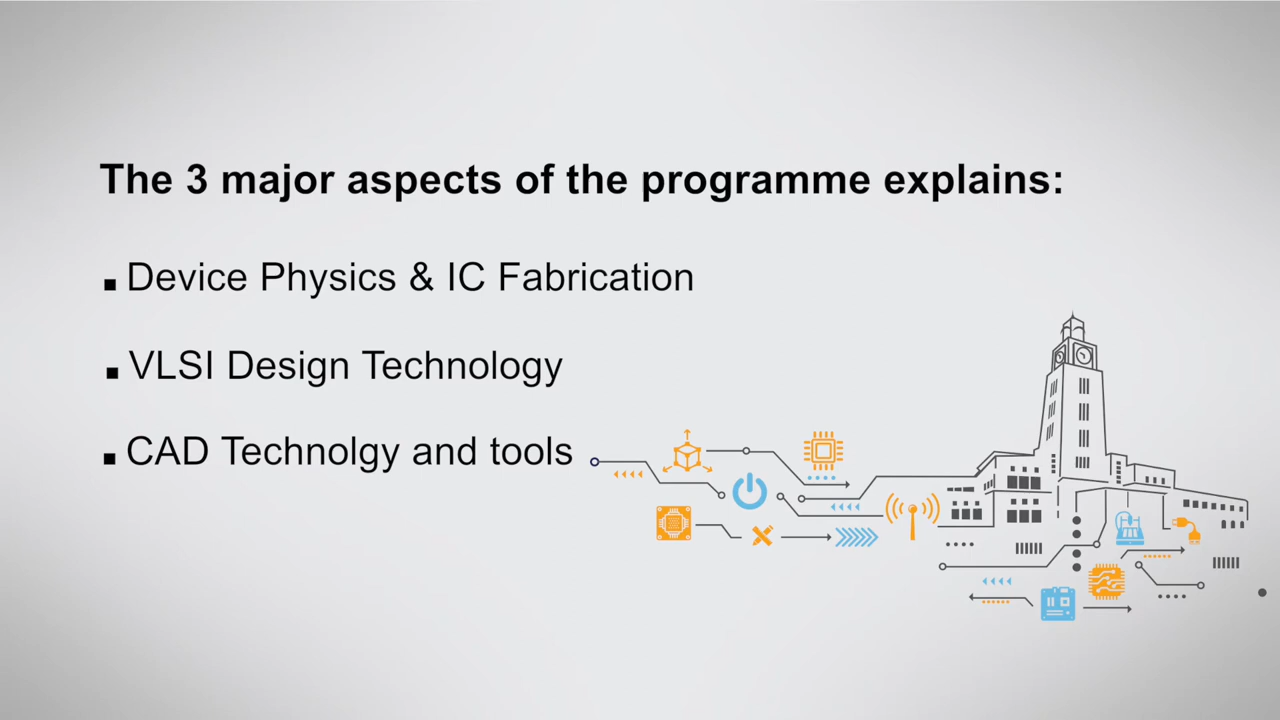 The 3 major aspects of the programme explains:
▪ Device Physics & IC Fabrication
▪ VLSI Design Technology
▪ CAD Technolgy and tools